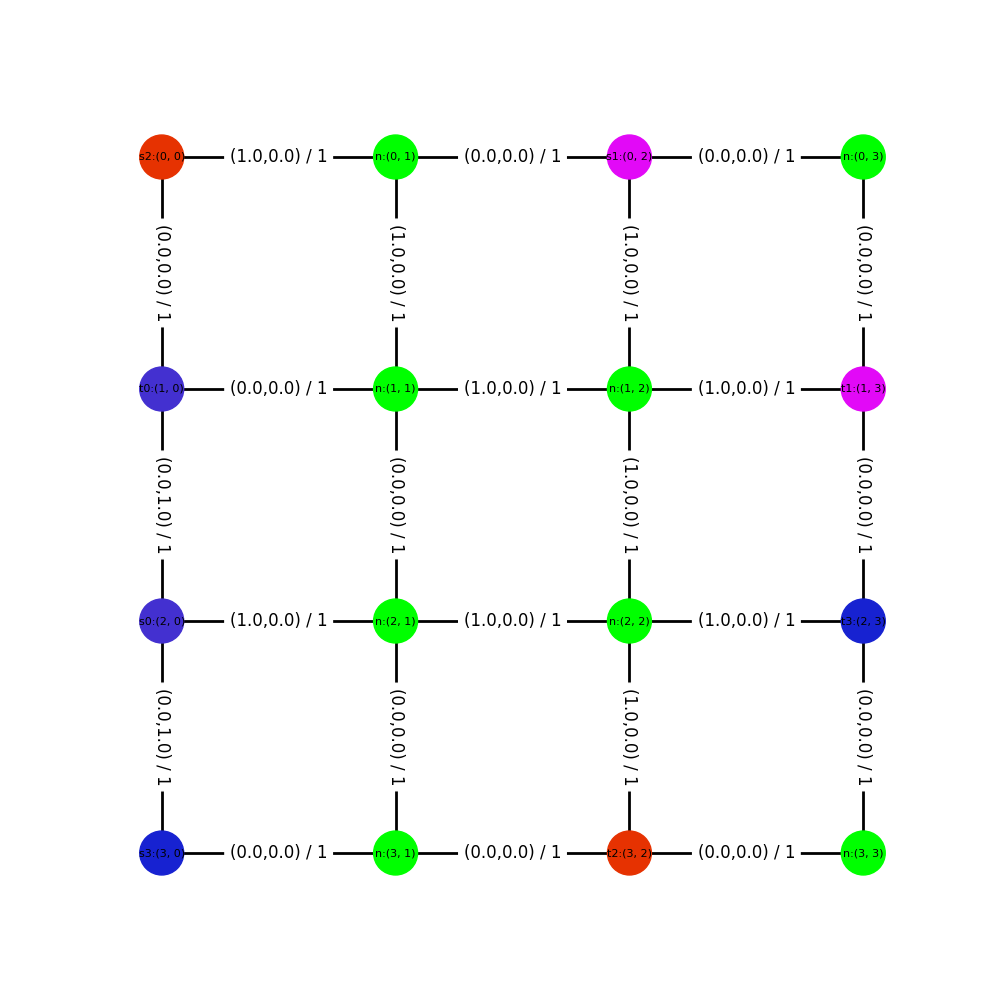 s2:(0, 0) (1.0,0.0) / 1 n:(0, 1) (0.0,0.0) / 1 s1:(0, 2) (0.0,0.0) / 1 n:(0, 3)
(0.0,0.0) / 1 (1.0,0.0) / 1 (1.0,0.0) / 1 (0.0,0.0) / 1
t0:(1, 0) (0.0,0.0) / 1 n:(1, 1) (1.0,0.0) / 1 n:(1, 2) (1.0,0.0) / 1 t1:(1, 3)
(0.0,1.0) / 1 (0.0,0.0) / 1 (1.0,0.0) / 1 (0.0,0.0) / 1
s0:(2, 0) (1.0,0.0) / 1 n:(2, 1) (1.0,0.0) / 1 n:(2, 2) (1.0,0.0) / 1 t3:(2, 3)
(0.0,1.0) / 1 (0.0,0.0) / 1 (1.0,0.0) / 1 (0.0,0.0) / 1
s3:(3, 0) (0.0,0.0) / 1 n:(3, 1) (0.0,0.0) / 1 t2:(3, 2) (0.0,0.0) / 1 n:(3, 3)